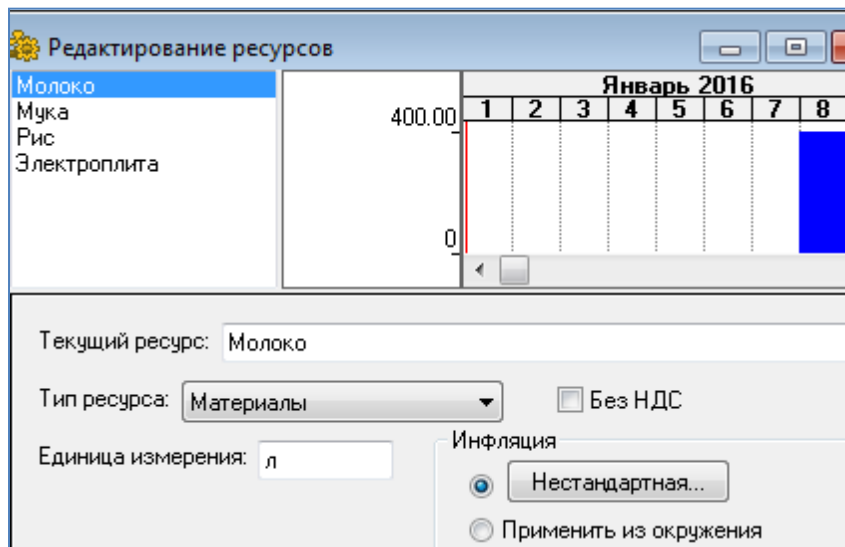 Редактирование ресурсов
Молоко
Мука
Рис
Электроплита
400.00
0
Январь 2016
1 2 3 4 5 6 7 8
Текущий ресурс: Молоко
Тип ресурса: Материалы
Без НДС
Единица измерения: л
Инфляция
Нестандартная...
Применить из окружения